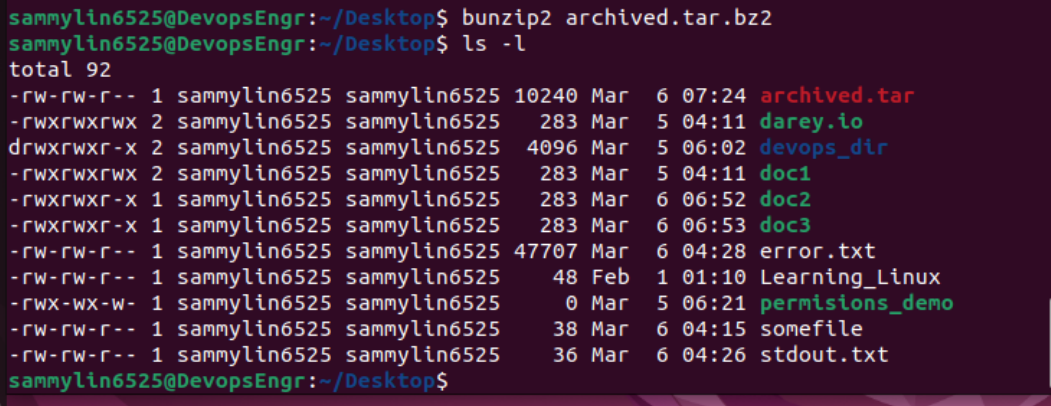 sammylin6525@DevopsEngr:~/Desktop$ bunzip2 archived.tar.bz2
sammylin6525@DevopsEngr:~/Desktop$ ls -l
total 92
-rw-rw-r-- 1 sammylin6525 sammylin6525 10240 Mar  6 07:24 archived.tar
-rwxrwxrwx 2 sammylin6525 sammylin6525   283 Mar  5 04:11 darey.io
drwxrwxr-x 2 sammylin6525 sammylin6525  4096 Mar  5 06:02 devops_dir
-rwxrwxrwx 2 sammylin6525 sammylin6525   283 Mar  5 04:11 doc1
-rwxrwxr-x 1 sammylin6525 sammylin6525   283 Mar  6 06:52 doc2
-rwxrwxr-x 1 sammylin6525 sammylin6525   283 Mar  6 06:53 doc3
-rw-rw-r-- 1 sammylin6525 sammylin6525 47707 Mar  6 04:28 error.txt
-rw-rw-r-- 1 sammylin6525 sammylin6525    48 Feb  1 01:10 Learning_Linux
-rwx-wx-w- 1 sammylin6525 sammylin6525     0 Mar  5 06:21 permisions_demo
-rw-rw-r-- 1 sammylin6525 sammylin6525    38 Mar  6 04:15 somefile
-rw-rw-r-- 1 sammylin6525 sammylin6525    36 Mar  6 04:26 stdout.txt
sammylin6525@DevopsEngr:~/Desktop$